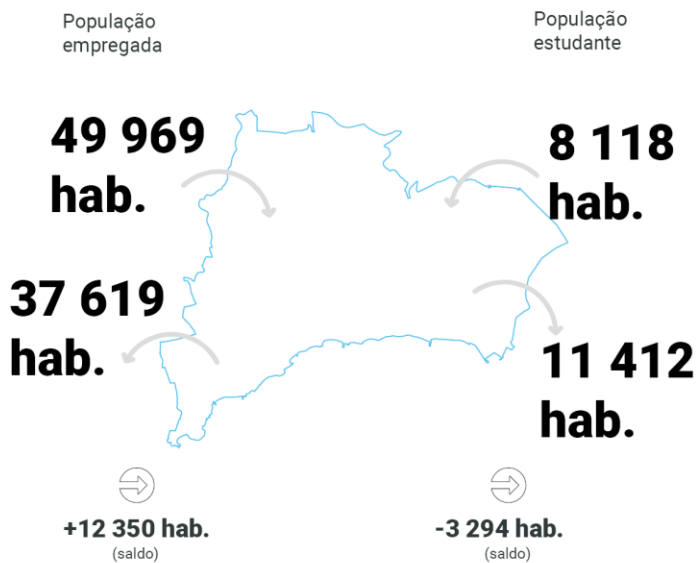 População
empregada
População
estudante
49 969
hab.
8 118
hab.
37 619
hab.
11 412
hab.
+12 350 hab.
(saldo)
-3 294 hab.
(saldo)